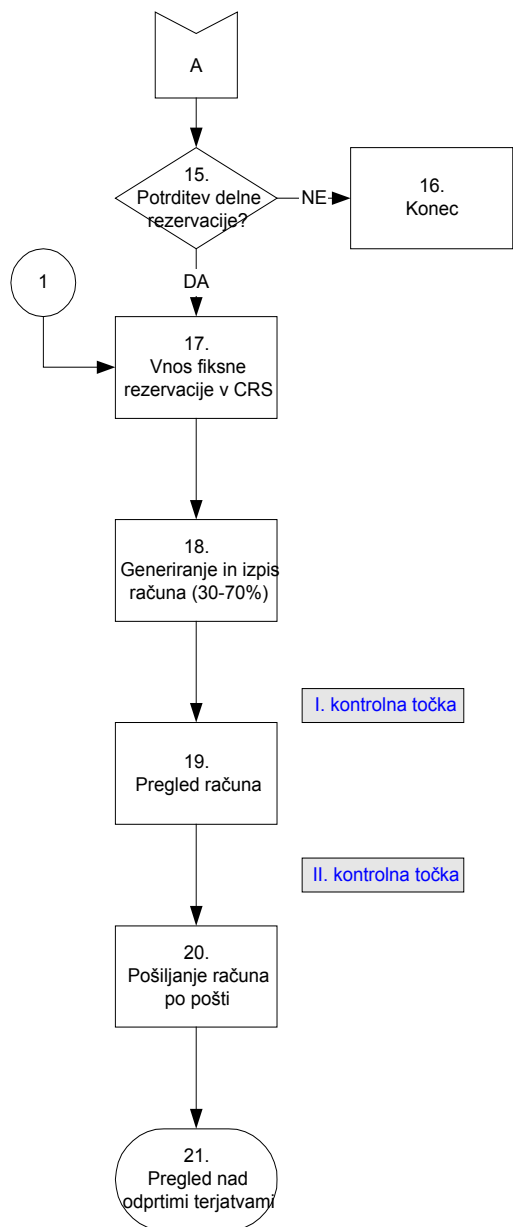 A
15.
Potrditev delne
rezervacije?
NE
16.
Konec
DA
1
17.
Vnos fiksne
rezervacije v CRS
18.
Generiranje in izpis
računa (30-70%)
I. kontrolna točka
19.
Pregled računa
II. kontrolna točka
20.
Pošiljanje računa
po pošti
21.
Pregled nad
odprtimi terjatvami